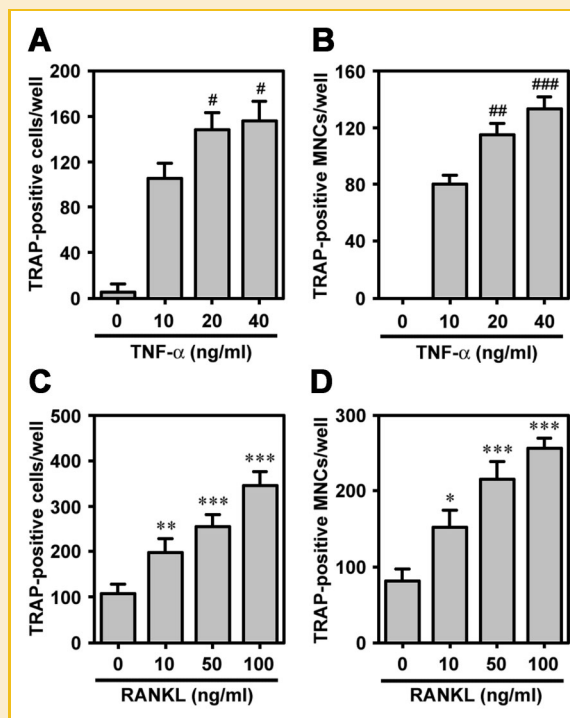 A
TRAP-positive cells/well
200
160
120
80
40
0
#
#
0 10 20 40
TNF-α (ng/ml)
B
TRAP-positive MNCs/well
160
120
80
40
0
##
###
0 10 20 40
TNF-α (ng/ml)
C
TRAP-positive cells/well
500
400
300
200
100
0
**
***
***
0 10 50 100
RANKL (ng/ml)
D
TRAP-positive MNCs/well
300
200
100
0
*
***
***
0 10 50 100
RANKL (ng/ml)